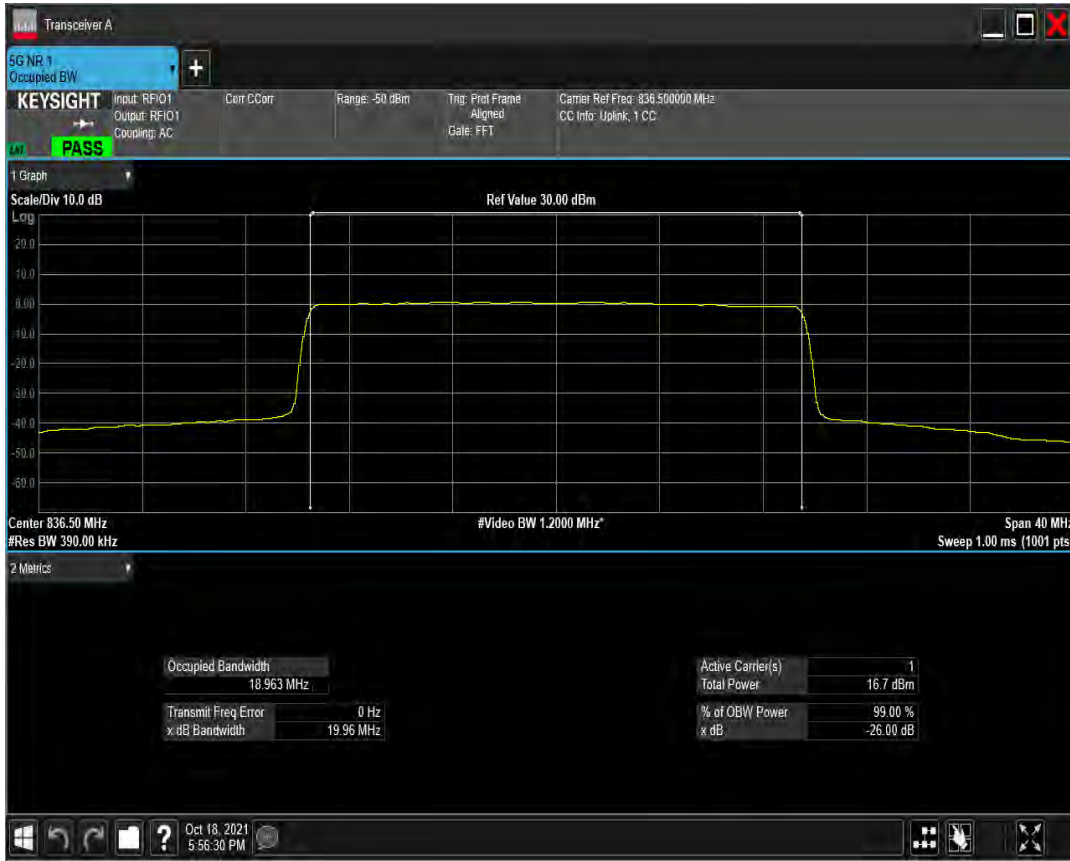 Transceiver A
5G NR 1
Occupied BW
+
KEYSIGHT
Input: RFIO1
Output: RFIO1
Coupling: AC
Corr CCorr
Range: -50 dBm
Trig: Prot Frame
Aligned
Gate: FFT
Carrier Ref Freq: 836.500000 MHz
CC Info: Uplink, 1 CC
PASS
1 Graph
Scale/Div 10.0 dB
Ref Value 30.00 dBm
Log
20.0
10.0
0.00
-10.0
-20.0
-30.0
-40.0
-50.0
-60.0
Center 836.50 MHz
#Video BW 1.2000 MHz*
Span 40 MHz
#Res BW 390.00 kHz
Sweep 1.00 ms (1001 pts
2 Metrics
Occupied Bandwidth
18.963 MHz
Transmit Freq Error 0 Hz
x dB Bandwidth 19.96 MHz
Active Carrier(s) 1
Total Power 16.7 dBm
% of OBW Power 99.00 %
x dB -26.00 dB
?
Oct 18, 2021
5:56:30 PM